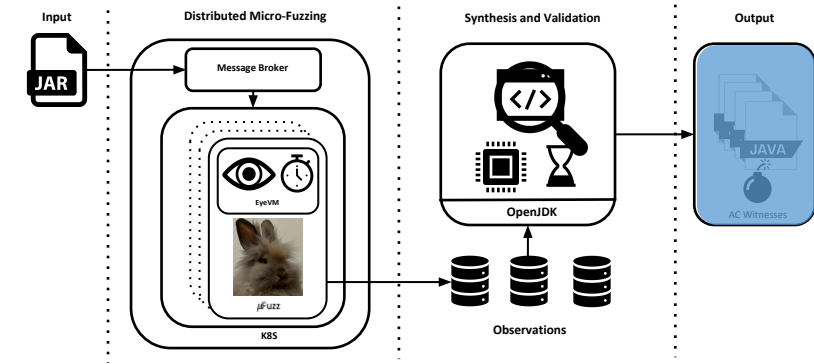 Input
Distributed Micro-Fuzzing
Synthesis and Validation
Output
JAR
Message Broker
</>
JAVA
EyeVM
AC Witnesses
OpenJDK
μFuzz
K8S
Observations